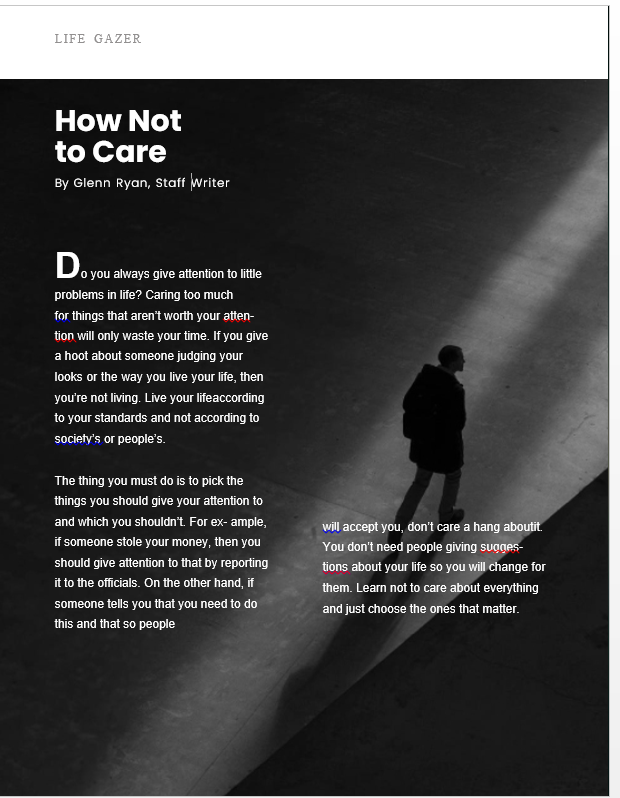 LIFE GAZER
How Not
to Care
By Glenn Ryan, Staff Writer
Do you always give attention to little
problems in life? Caring too much
for things that aren’t worth your atten-
tion will only waste your time. If you give
a hoot about someone judging your
looks or the way you live your life, then
you’re not living. Live your lifeaccording
to your standards and not according to
society’s or people’s.
The thing you must do is to pick the
things you should give your attention to
and which you shouldn’t. For ex- ample,
if someone stole your money, then you
should give attention to that by reporting
it to the officials. On the other hand, if
someone tells you that you need to do
this and that so people
will accept you, don’t care a hang aboutit.
You don’t need people giving sugges-
tions about your life so you will change for
them. Learn not to care about everything
and just choose the ones that matter.